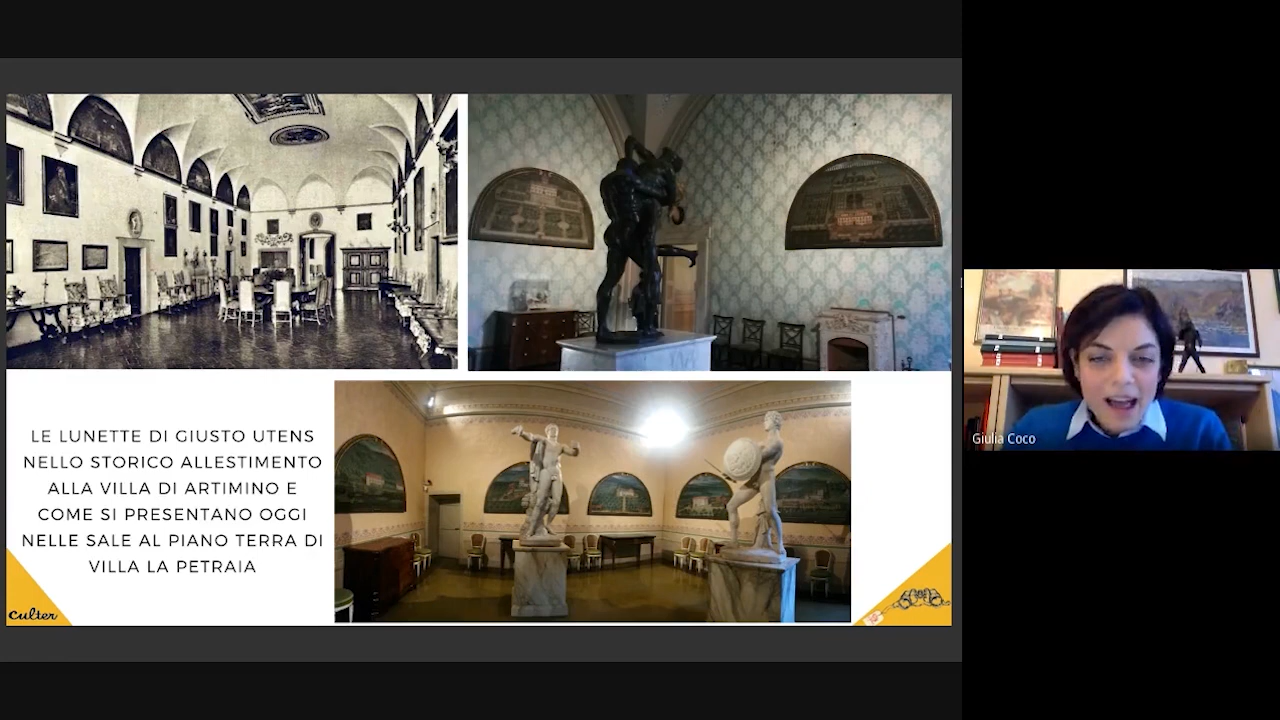 LE LUNETTE DI GIUSTO UTENS
NELLO STORICO ALLESTIMENTO
ALLA VILLA DI ARTIMINO E
COME SI PRESENTANO OGGI
NELLE SALE AL PIANO TERRA DI
VILLA LA PETRAIA
culter
Giulia Coco